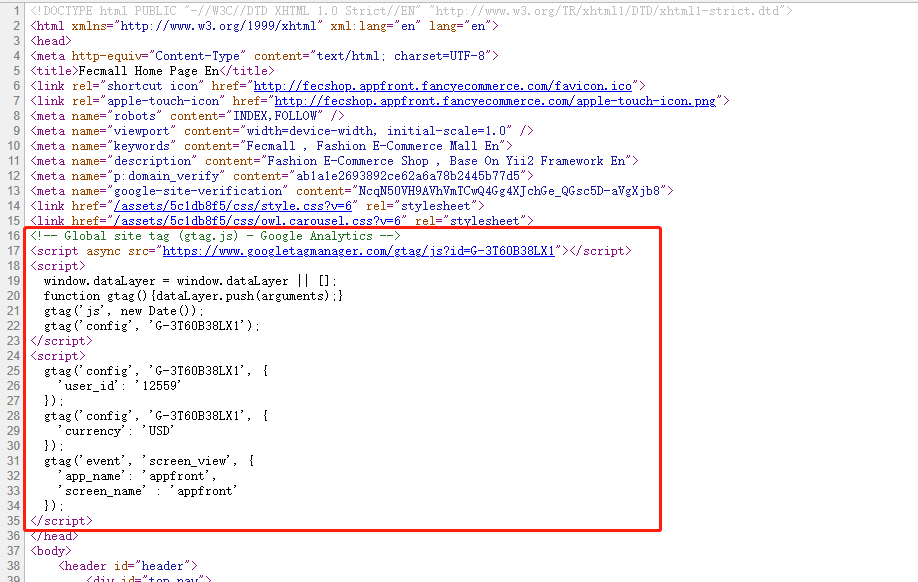 1 <!DOCTYPE html PUBLIC "-//W3C//DTD XHTML 1.0 Strict//EN" "http://www.w3.org/TR/xhtml1/DTD/xhtml1-strict.dtd">
2 <html xmlns="http://www.w3.org/1999/xhtml" xml:lang="en" lang="en">
3 <head>
4 <meta http-equiv="Content-Type" content="text/html; charset=UTF-8">
5 <title>Fecmall Home Page En</title>
6 <link rel="shortcut icon" href="http://fecshop.appfront.fancyecommerce.com/favicon.ico">
7 <link rel="apple-touch-icon" href="http://fecshop.appfront.fancyecommerce.com/apple-touch-icon.png">
8 <meta name="robots" content="INDEX,FOLLOW" />
9 <meta name="viewport" content="width=device-width, initial-scale=1.0" />
10 <meta name="keywords" content="Fecmall , Fashion E-Commerce Mall En">
11 <meta name="description" content="Fashion E-Commerce Shop , Base On Yii2 Framework En">
12 <meta name="p:domain_verify" content="ab1a1e2693892ce62a6a78b2445b77d5">
13 <meta name="google-site-verification" content="NcqN50VH9AVhVmTCwQ4Gg4XJchGe_QGsc5D-aVgXjb8">
14 <link href="/assets/5c1db8f5/css/style.css?v=6" rel="stylesheet">
15 <link href="/assets/5c1db8f5/css/owl.carousel.css?v=6" rel="stylesheet">
16 <!-- Global site tag (gtag.js) - Google Analytics -->
17 <script async src="https://www.googletagmanager.com/gtag/js?id=G-3T60B38LX1"></script>
18 <script>
19 window.dataLayer = window.dataLayer || [];
20 function gtag(){dataLayer.push(arguments);}
21 gtag('js', new Date());
22 gtag('config', 'G-3T60B38LX1');
23 </script>
24 <script>
25 gtag('config', 'G-3T60B38LX1', {
26 'user_id': '12559'
27 });
28 gtag('config', 'G-3T60B38LX1', {
29 'currency': 'USD'
30 });
31 gtag('event', 'screen_view', {
32 'app_name': 'appfront',
33 'screen_name' : 'appfront'
34 });
35 </script>
36 </head>
37 <body>
38 <header id="header">
39 <div id="top_nav">